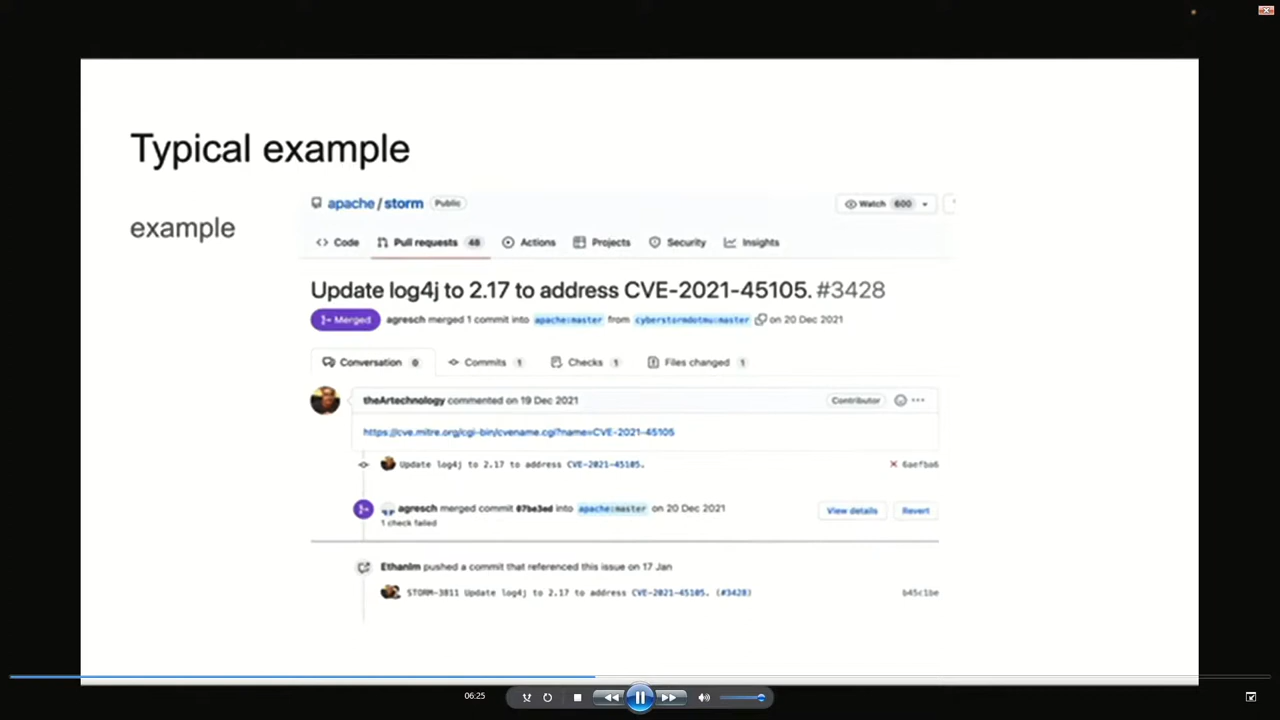 Typical example
example
apache / storm Public
Watch 600
Code Pull requests 48 Actions Projects Security Insights
Update log4j to 2.17 to address CVE-2021-45105. #3428
Merged agresch merged 1 commit into apache:master from cyberstormdotmu:master on 20 Dec 2021
Conversation 0 Commits 1 Checks 1 Files changed 1
theArtechnology commented on 19 Dec 2021 Contributor
https://cve.mitre.org/cgi-bin/cvename.cgi?name=CVE-2021-45105
Update log4j to 2.17 to address CVE-2021-45105. 6aefba6
agresch merged commit 07be3ed into apache:master on 20 Dec 2021 View details Revert
1 check failed
Ethanlm pushed a commit that referenced this issue on 17 Jan
STORM-3811 Update log4j to 2.17 to address CVE-2021-45105. (#3428) b45c1be
06:25